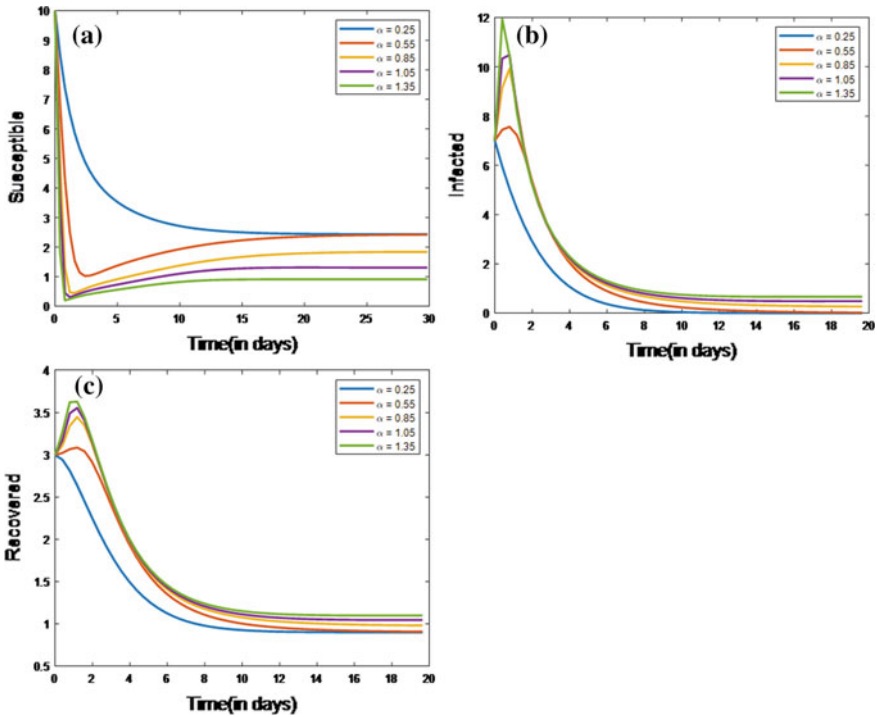 (a)
α = 0.25
α = 0.55
α = 0.85
α = 1.05
α = 1.35
10
9
8
7
6
5
4
3
2
1
0
Susceptible
0 5 10 15 20 25 30
Time(in days)
(b)
α = 0.25
α = 0.55
α = 0.85
α = 1.05
α = 1.35
12
10
8
6
4
2
0
Infected
0 2 4 6 8 10 12 14 16 18 20
Time(in days)
(c)
α = 0.25
α = 0.55
α = 0.85
α = 1.05
α = 1.35
4
3.5
3
2.5
2
1.5
1
0.5
Recovered
0 2 4 6 8 10 12 14 16 18 20
Time(in days)